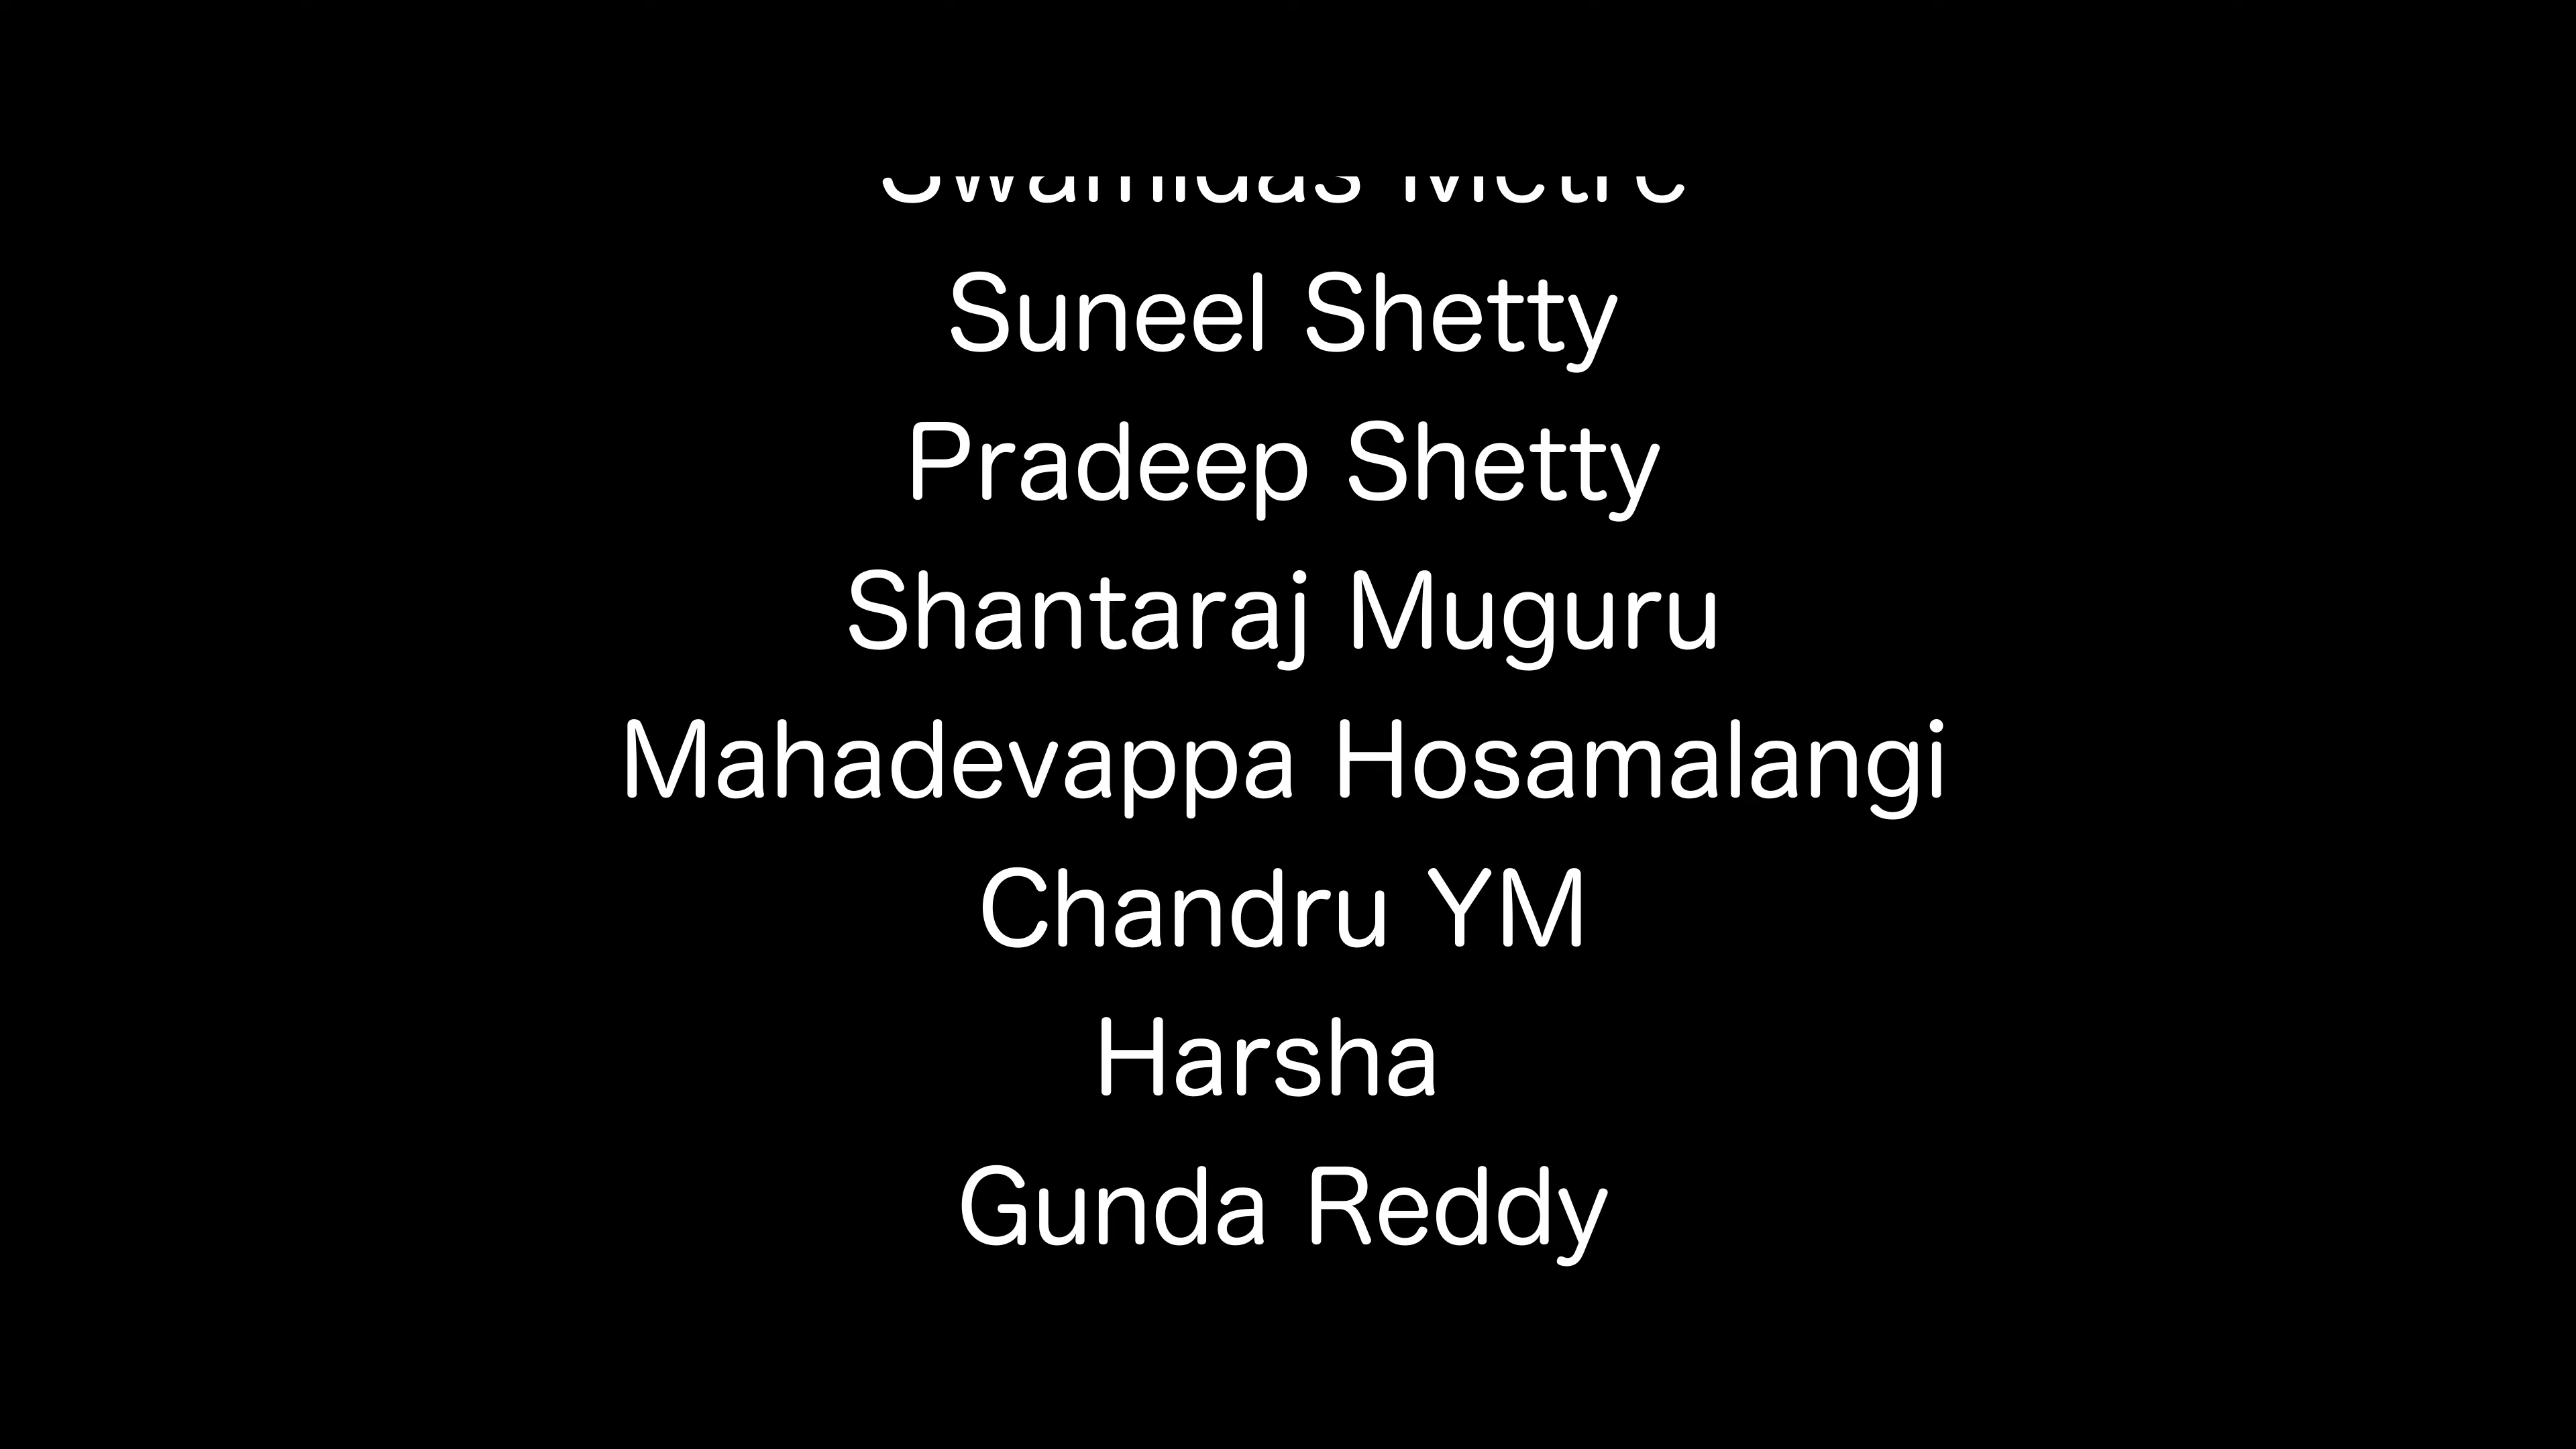 Suneel Shetty
Pradeep Shetty
Shantaraj Muguru
Mahadevappa Hosamalangi
Chandru YM
Harsha
Gunda Reddy